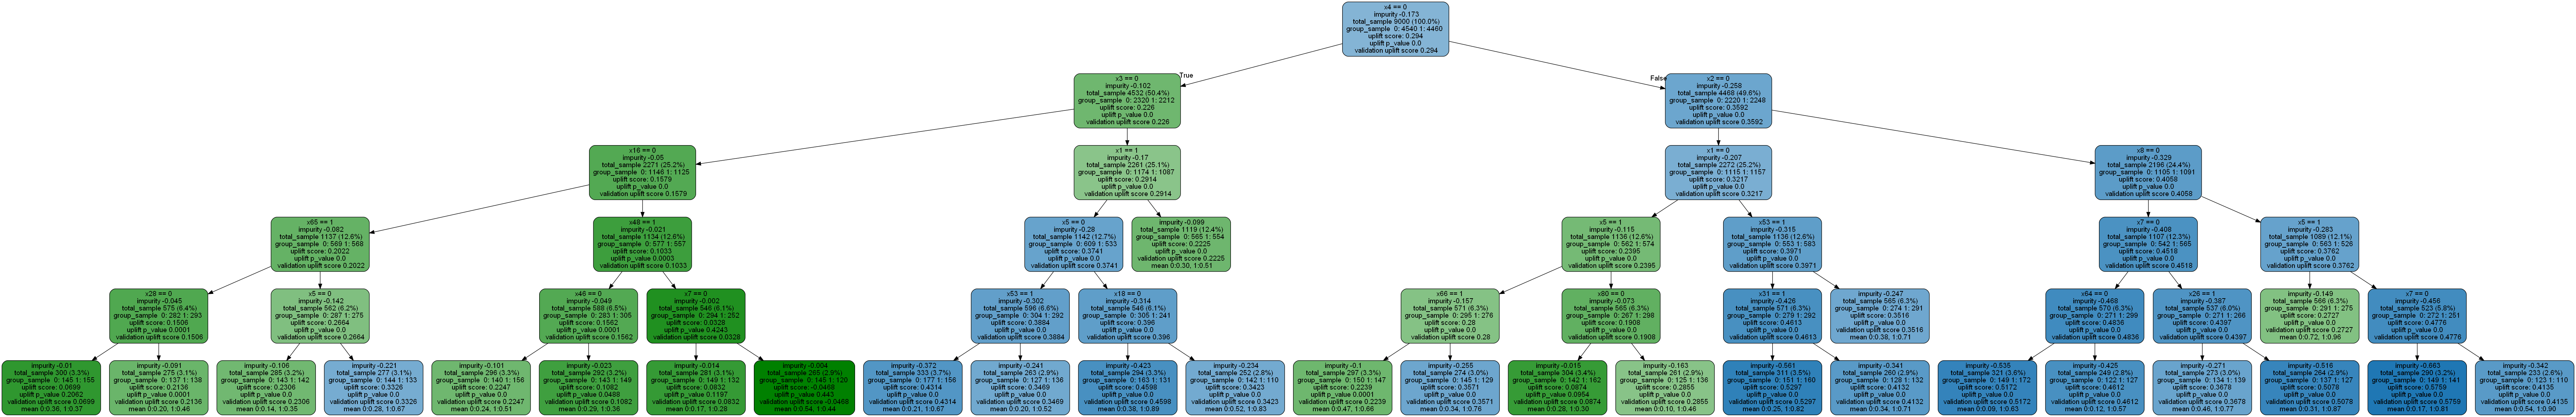 x4 == 0
impurity -0.173
total_sample 9000 (100.0%)
group_sample 0: 4540 1: 4460
uplift score: 0.294
uplift p_value 0.0
validation uplift score 0.294
True
False
x3 == 0
impurity -0.102
total_sample 4532 (50.4%)
group_sample 0: 2320 1: 2212
uplift score: 0.226
uplift p_value 0.0
validation uplift score 0.226
x2 == 0
impurity -0.258
total_sample 4468 (49.6%)
group_sample 0: 2220 1: 2248
uplift score: 0.3592
uplift p_value 0.0
validation uplift score 0.3592
x16 == 0
impurity -0.05
total_sample 2271 (25.2%)
group_sample 0: 1146 1: 1125
uplift score: 0.1579
uplift p_value 0.0
validation uplift score 0.1579
x1 == 1
impurity -0.17
total_sample 2261 (25.1%)
group_sample 0: 1174 1: 1087
uplift score: 0.2914
uplift p_value 0.0
validation uplift score 0.2914
x1 == 0
impurity -0.207
total_sample 2272 (25.2%)
group_sample 0: 1115 1: 1157
uplift score: 0.3217
uplift p_value 0.0
validation uplift score 0.3217
x8 == 0
impurity -0.329
total_sample 2196 (24.4%)
group_sample 0: 1105 1: 1091
uplift score: 0.4058
uplift p_value 0.0
validation uplift score 0.4058
x65 == 1
impurity -0.082
total_sample 1137 (12.6%)
group_sample 0: 569 1: 568
uplift score: 0.2022
uplift p_value 0.0
validation uplift score 0.2022
x48 == 1
impurity -0.021
total_sample 1134 (12.6%)
group_sample 0: 577 1: 557
uplift score: 0.1033
uplift p_value 0.0003
validation uplift score 0.1033
x5 == 0
impurity -0.28
total_sample 1142 (12.7%)
group_sample 0: 609 1: 533
uplift score: 0.3741
uplift p_value 0.0
validation uplift score 0.3741
impurity -0.099
total_sample 1119 (12.4%)
group_sample 0: 565 1: 554
uplift score: 0.2225
uplift p_value 0.0
validation uplift score 0.2225
mean 0:0.30, 1:0.51
x5 == 1
impurity -0.115
total_sample 1136 (12.6%)
group_sample 0: 562 1: 574
uplift score: 0.2395
uplift p_value 0.0
validation uplift score 0.2395
x53 == 1
impurity -0.315
total_sample 1136 (12.6%)
group_sample 0: 553 1: 583
uplift score: 0.3971
uplift p_value 0.0
validation uplift score 0.3971
x7 == 0
impurity -0.408
total_sample 1107 (12.3%)
group_sample 0: 542 1: 565
uplift score: 0.4518
uplift p_value 0.0
validation uplift score 0.4518
x5 == 1
impurity -0.283
total_sample 1089 (12.1%)
group_sample 0: 563 1: 526
uplift score: 0.3762
uplift p_value 0.0
validation uplift score 0.3762
x28 == 0
impurity -0.045
total_sample 575 (6.4%)
group_sample 0: 282 1: 293
uplift score: 0.1506
uplift p_value 0.0001
validation uplift score 0.1506
x5 == 0
impurity -0.142
total_sample 562 (6.2%)
group_sample 0: 287 1: 275
uplift score: 0.2664
uplift p_value 0.0
validation uplift score 0.2664
x46 == 0
impurity -0.049
total_sample 588 (6.5%)
group_sample 0: 283 1: 305
uplift score: 0.1562
uplift p_value 0.0001
validation uplift score 0.1562
x7 == 0
impurity -0.002
total_sample 546 (6.1%)
group_sample 0: 294 1: 252
uplift score: 0.0328
uplift p_value 0.4243
validation uplift score 0.0328
x53 == 1
impurity -0.302
total_sample 596 (6.6%)
group_sample 0: 304 1: 292
uplift score: 0.3884
uplift p_value 0.0
validation uplift score 0.3884
x18 == 0
impurity -0.314
total_sample 546 (6.1%)
group_sample 0: 305 1: 241
uplift score: 0.396
uplift p_value 0.0
validation uplift score 0.396
x66 == 1
impurity -0.157
total_sample 571 (6.3%)
group_sample 0: 295 1: 276
uplift score: 0.28
uplift p_value 0.0
validation uplift score 0.28
x80 == 0
impurity -0.073
total_sample 565 (6.3%)
group_sample 0: 267 1: 298
uplift score: 0.1908
uplift p_value 0.0
validation uplift score 0.1908
x31 == 1
impurity -0.426
total_sample 571 (6.3%)
group_sample 0: 279 1: 292
uplift score: 0.4613
uplift p_value 0.0
validation uplift score 0.4613
impurity -0.247
total_sample 565 (6.3%)
group_sample 0: 274 1: 291
uplift score: 0.3516
uplift p_value 0.0
validation uplift score 0.3516
mean 0:0.38, 1:0.71
x64 == 0
impurity -0.468
total_sample 570 (6.3%)
group_sample 0: 271 1: 299
uplift score: 0.4836
uplift p_value 0.0
validation uplift score 0.4836
x26 == 1
impurity -0.387
total_sample 537 (6.0%)
group_sample 0: 271 1: 266
uplift score: 0.4397
uplift p_value 0.0
validation uplift score 0.4397
impurity -0.149
total_sample 566 (6.3%)
group_sample 0: 291 1: 275
uplift score: 0.2727
uplift p_value 0.0
validation uplift score 0.2727
mean 0:0.72, 1:0.96
x7 == 0
impurity -0.456
total_sample 523 (5.8%)
group_sample 0: 272 1: 251
uplift score: 0.4776
uplift p_value 0.0
validation uplift score 0.4776
impurity -0.01
total_sample 300 (3.3%)
group_sample 0: 145 1: 155
uplift score: 0.0699
uplift p_value 0.2062
validation uplift score 0.0699
mean 0:0.36, 1:0.37
impurity -0.091
total_sample 275 (3.1%)
group_sample 0: 137 1: 138
uplift score: 0.2136
uplift p_value 0.0001
validation uplift score 0.2136
mean 0:0.20, 1:0.46
impurity -0.106
total_sample 285 (3.2%)
group_sample 0: 143 1: 142
uplift score: 0.2306
uplift p_value 0.0
validation uplift score 0.2306
mean 0:0.14, 1:0.35
impurity -0.221
total_sample 277 (3.1%)
group_sample 0: 144 1: 133
uplift score: 0.3326
uplift p_value 0.0
validation uplift score 0.3326
mean 0:0.28, 1:0.67
impurity -0.101
total_sample 296 (3.3%)
group_sample 0: 140 1: 156
uplift score: 0.2247
uplift p_value 0.0
validation uplift score 0.2247
mean 0:0.24, 1:0.51
impurity -0.023
total_sample 292 (3.2%)
group_sample 0: 143 1: 149
uplift score: 0.1082
uplift p_value 0.0488
validation uplift score 0.1082
mean 0:0.29, 1:0.36
impurity -0.014
total_sample 281 (3.1%)
group_sample 0: 149 1: 132
uplift score: 0.0832
uplift p_value 0.1197
validation uplift score 0.0832
mean 0:0.17, 1:0.28
impurity -0.004
total_sample 265 (2.9%)
group_sample 0: 145 1: 120
uplift score: -0.0468
uplift p_value 0.443
validation uplift score -0.0468
mean 0:0.54, 1:0.44
impurity -0.372
total_sample 333 (3.7%)
group_sample 0: 177 1: 156
uplift score: 0.4314
uplift p_value 0.0
validation uplift score 0.4314
mean 0:0.21, 1:0.67
impurity -0.241
total_sample 263 (2.9%)
group_sample 0: 127 1: 136
uplift score: 0.3469
uplift p_value 0.0
validation uplift score 0.3469
mean 0:0.20, 1:0.52
impurity -0.423
total_sample 294 (3.3%)
group_sample 0: 163 1: 131
uplift score: 0.4598
uplift p_value 0.0
validation uplift score 0.4598
mean 0:0.38, 1:0.89
impurity -0.234
total_sample 252 (2.8%)
group_sample 0: 142 1: 110
uplift score: 0.3423
uplift p_value 0.0
validation uplift score 0.3423
mean 0:0.52, 1:0.83
impurity -0.1
total_sample 297 (3.3%)
group_sample 0: 150 1: 147
uplift score: 0.2239
uplift p_value 0.0001
validation uplift score 0.2239
mean 0:0.47, 1:0.66
impurity -0.255
total_sample 274 (3.0%)
group_sample 0: 145 1: 129
uplift score: 0.3571
uplift p_value 0.0
validation uplift score 0.3571
mean 0:0.34, 1:0.76
impurity -0.015
total_sample 304 (3.4%)
group_sample 0: 142 1: 162
uplift score: 0.0874
uplift p_value 0.0954
validation uplift score 0.0874
mean 0:0.28, 1:0.30
impurity -0.163
total_sample 261 (2.9%)
group_sample 0: 125 1: 136
uplift score: 0.2855
uplift p_value 0.0
validation uplift score 0.2855
mean 0:0.10, 1:0.46
impurity -0.561
total_sample 311 (3.5%)
group_sample 0: 151 1: 160
uplift score: 0.5297
uplift p_value 0.0
validation uplift score 0.5297
mean 0:0.25, 1:0.82
impurity -0.341
total_sample 260 (2.9%)
group_sample 0: 128 1: 132
uplift score: 0.4132
uplift p_value 0.0
validation uplift score 0.4132
mean 0:0.34, 1:0.71
impurity -0.535
total_sample 321 (3.6%)
group_sample 0: 149 1: 172
uplift score: 0.5172
uplift p_value 0.0
validation uplift score 0.5172
mean 0:0.09, 1:0.63
impurity -0.425
total_sample 249 (2.8%)
group_sample 0: 122 1: 127
uplift score: 0.4612
uplift p_value 0.0
validation uplift score 0.4612
mean 0:0.12, 1:0.57
impurity -0.271
total_sample 273 (3.0%)
group_sample 0: 134 1: 139
uplift score: 0.3678
uplift p_value 0.0
validation uplift score 0.3678
mean 0:0.46, 1:0.77
impurity -0.516
total_sample 264 (2.9%)
group_sample 0: 137 1: 127
uplift score: 0.5078
uplift p_value 0.0
validation uplift score 0.5078
mean 0:0.31, 1:0.87
impurity -0.663
total_sample 290 (3.2%)
group_sample 0: 149 1: 141
uplift score: 0.5759
uplift p_value 0.0
validation uplift score 0.5759
mean 0:0.17, 1:0.81
impurity -0.342
total_sample 233 (2.6%)
group_sample 0: 123 1: 110
uplift score: 0.4135
uplift p_value 0.0
validation uplift score 0.4135
mean 0:0.54, 1:0.90